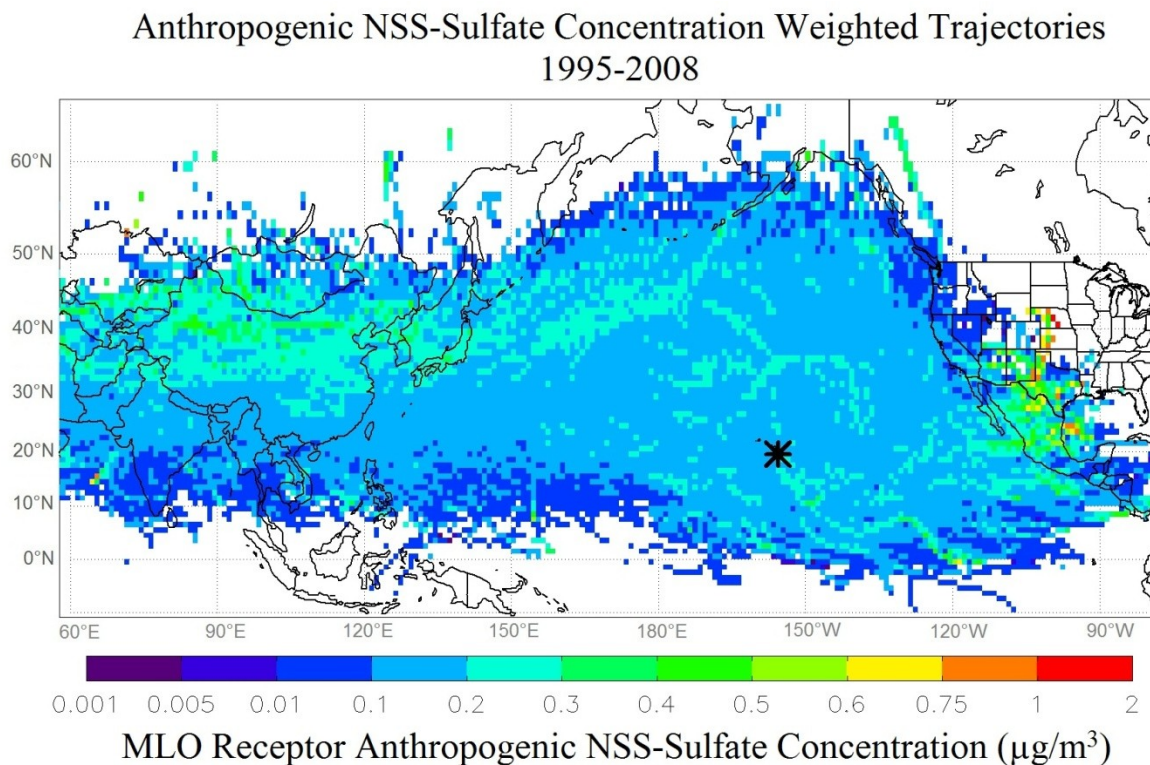 Anthropogenic NSS-Sulfate Concentration Weighted Trajectories
1995-2008
60°N
50°N
40°N
30°N
20°N
10°N
0°N
60°E 90°E 120°E 150°E 180°E 150°W 120°W 90°W
0.001 0.005 0.01 0.1 0.2 0.3 0.4 0.5 0.6 0.75 1 2
MLO Receptor Anthropogenic NSS-Sulfate Concentration (µg/m³)